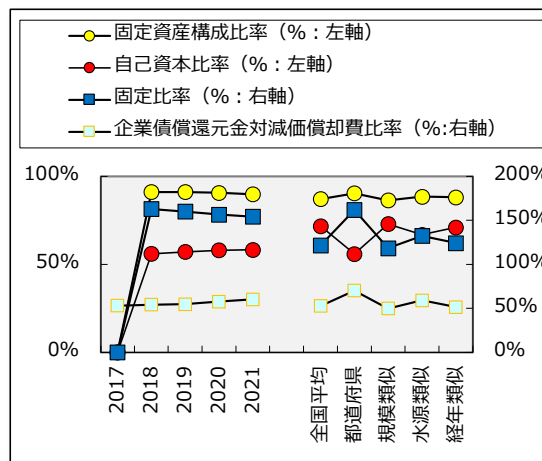 固定資産構成比率（%：左軸）
自己資本比率（%：左軸）
固定比率（%：右軸）
企業債償還元金対減価償却費比率（%:右軸）
100%
50%
0%
200%
150%
100%
50%
0%
2017
2018
2019
2020
2021
全国平均
都道府県
規模類似
水源類似
経年類似